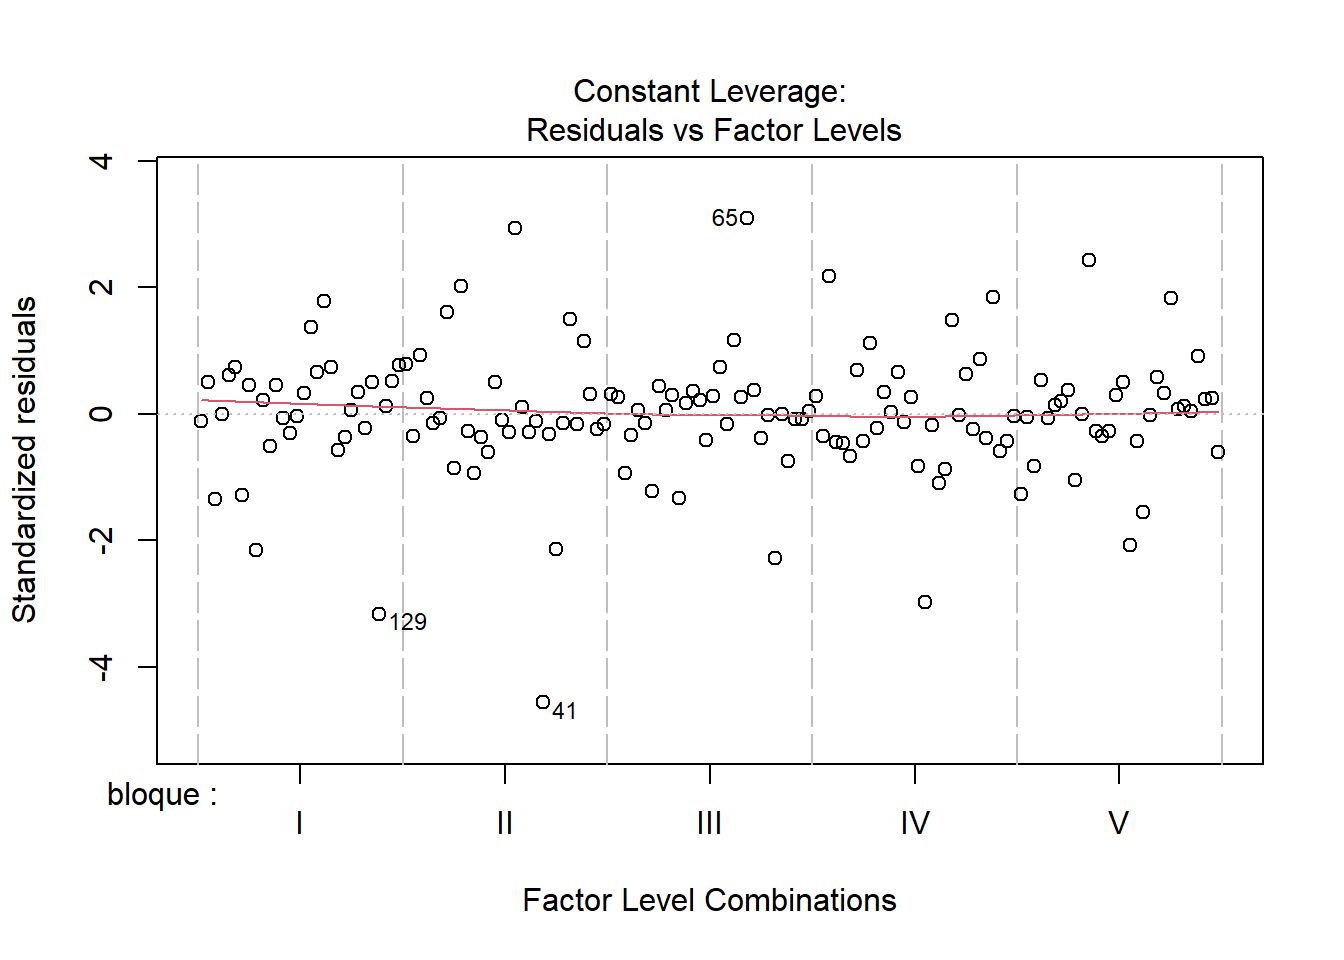 Constant Leverage:
Residuals vs Factor Levels
Standardized residuals
4
2
0
-2
-4
65
129
41
bloque :
I II III IV V
Factor Level Combinations